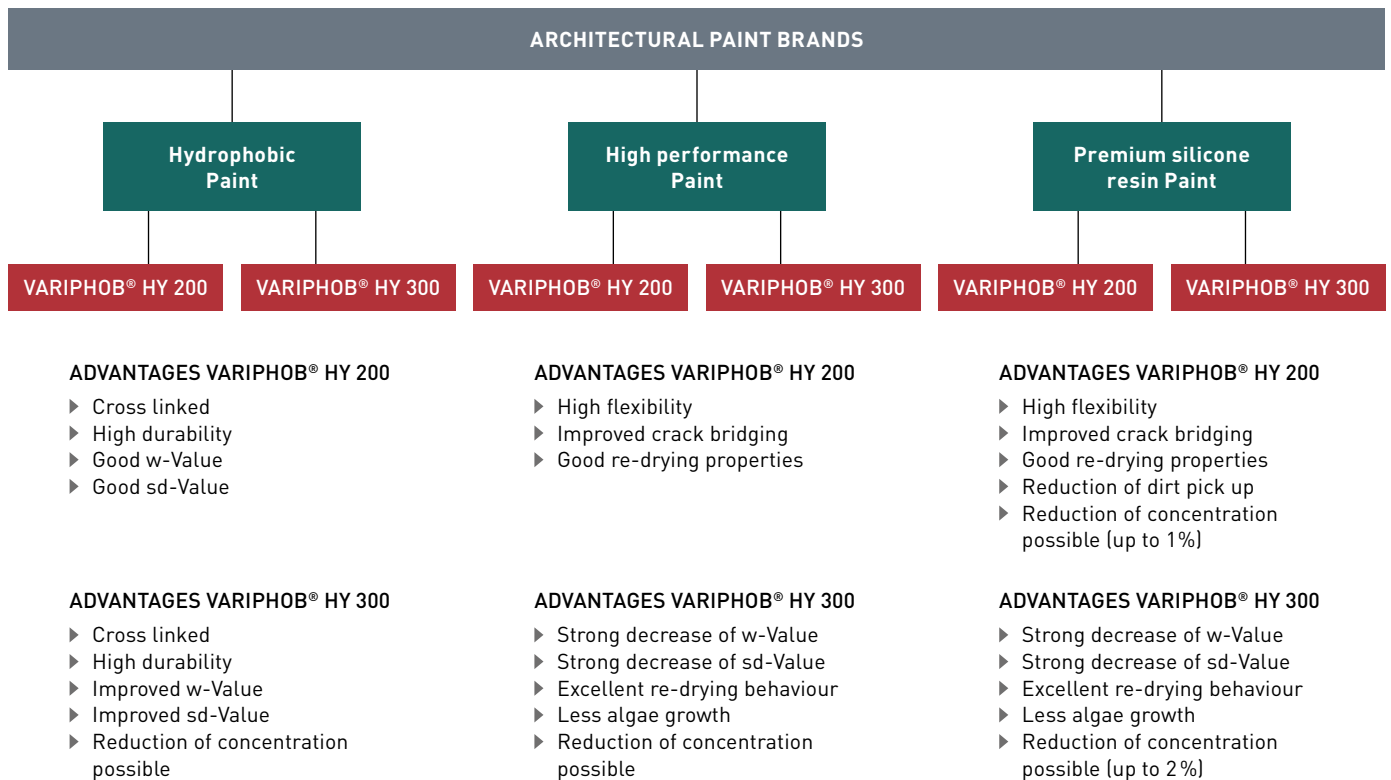 ARCHITECTURAL PAINT BRANDS
Hydrophobic
Paint
High performance
Paint
Premium silicone
resin Paint
VARIPHOB® HY 200
VARIPHOB® HY 300
VARIPHOB® HY 200
VARIPHOB® HY 300
VARIPHOB® HY 200
VARIPHOB® HY 300
ADVANTAGES VARIPHOB® HY 200
Cross linked
High durability
Good w-Value
Good sd-Value
ADVANTAGES VARIPHOB® HY 200
High flexibility
Improved crack bridging
Good re-drying properties
ADVANTAGES VARIPHOB® HY 200
High flexibility
Improved crack bridging
Good re-drying properties
Reduction of dirt pick up
Reduction of concentration
possible (up to 1%)
ADVANTAGES VARIPHOB® HY 300
Cross linked
High durability
Improved w-Value
Improved sd-Value
Reduction of concentration
possible
ADVANTAGES VARIPHOB® HY 300
Strong decrease of w-Value
Strong decrease of sd-Value
Excellent re-drying behaviour
Less algae growth
Reduction of concentration
possible
ADVANTAGES VARIPHOB® HY 300
Strong decrease of w-Value
Strong decrease of sd-Value
Excellent re-drying behaviour
Less algae growth
Reduction of concentration
possible (up to 2%)